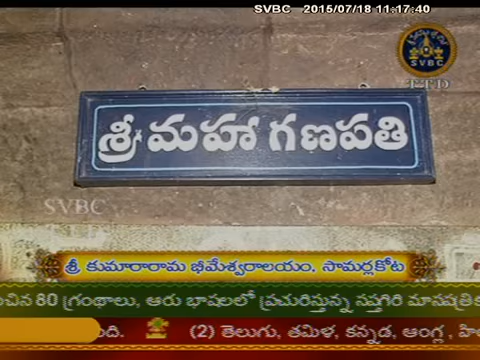 SVBC 2015/07/18 11:17:40
SVBC
TTD
శ్రీ మహా గణపతి
SVBC
TTD
శ్రీ కుమారారామ భీమేశ్వరాలయం. సామర్లకోట
80 గ్రంథాలు, ఆరు భాషలలో ప్రచురిస్తున్న సప్తగిరి
(2) తెలుగు, తమిళ, కన్నడ, ఆంగ్ల,